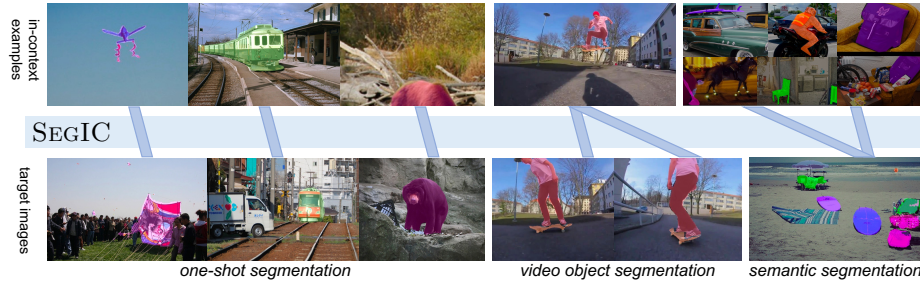 in-context
examples
SEGIC
target images
one-shot segmentation
video object segmentation
semantic segmentation